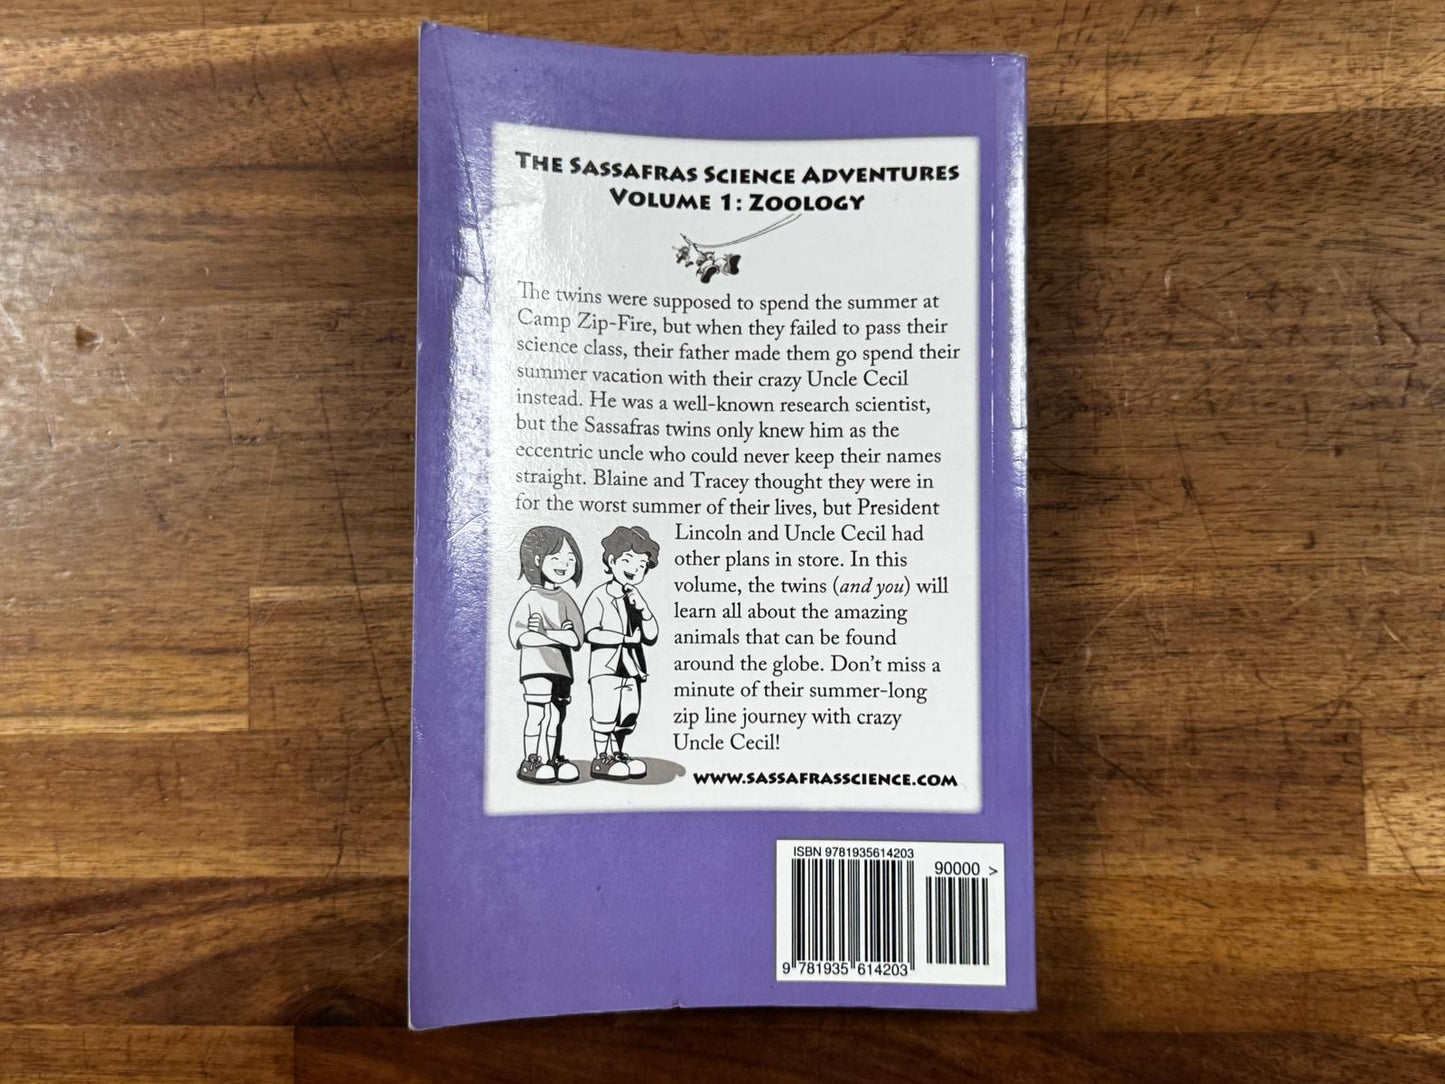 The Sassafras Science Adventures
Volume 1: Zoology
The twins were supposed to spend the summer at
Camp Zip-Fire, but when they failed to pass their
science class, their father made them go spend their
summer vacation with their crazy Uncle Cecil
instead. He was a well-known research scientist,
but the Sassafras twins only knew him as the
eccentric uncle who could never keep their names
straight. Blaine and Tracey thought they were in
for the worst summer of their lives, but President
Lincoln and Uncle Cecil had
other plans in store. In this
volume, the twins (and you) will
learn all about the amazing
animals that can be found
around the globe. Don’t miss a
minute of their summer-long
zip line journey with crazy
Uncle Cecil!
www.sassafrasscience.com
ISBN 9781935614203
90000 >
9 781935 614203